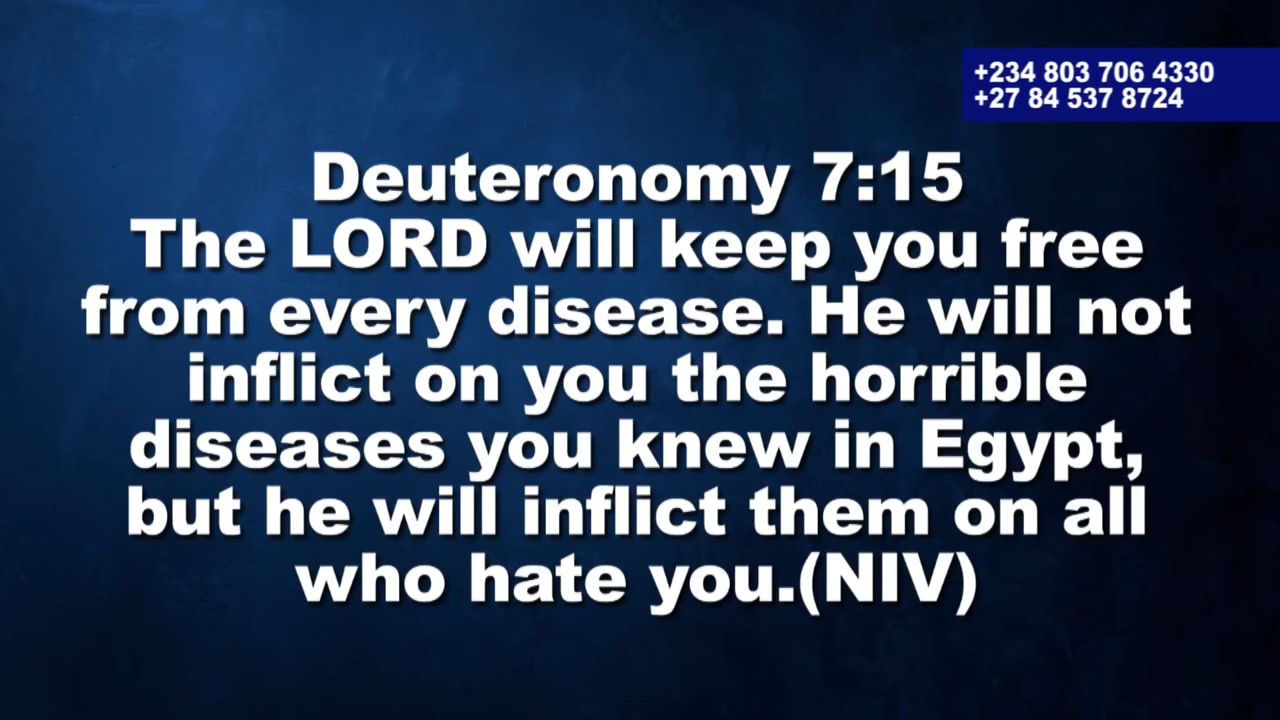 +234 803 706 4330
+27 84 537 8724
Deuteronomy 7:15
The LORD will keep you free
from every disease. He will not
inflict on you the horrible
diseases you knew in Egypt,
but he will inflict them on all
who hate you.(NIV)